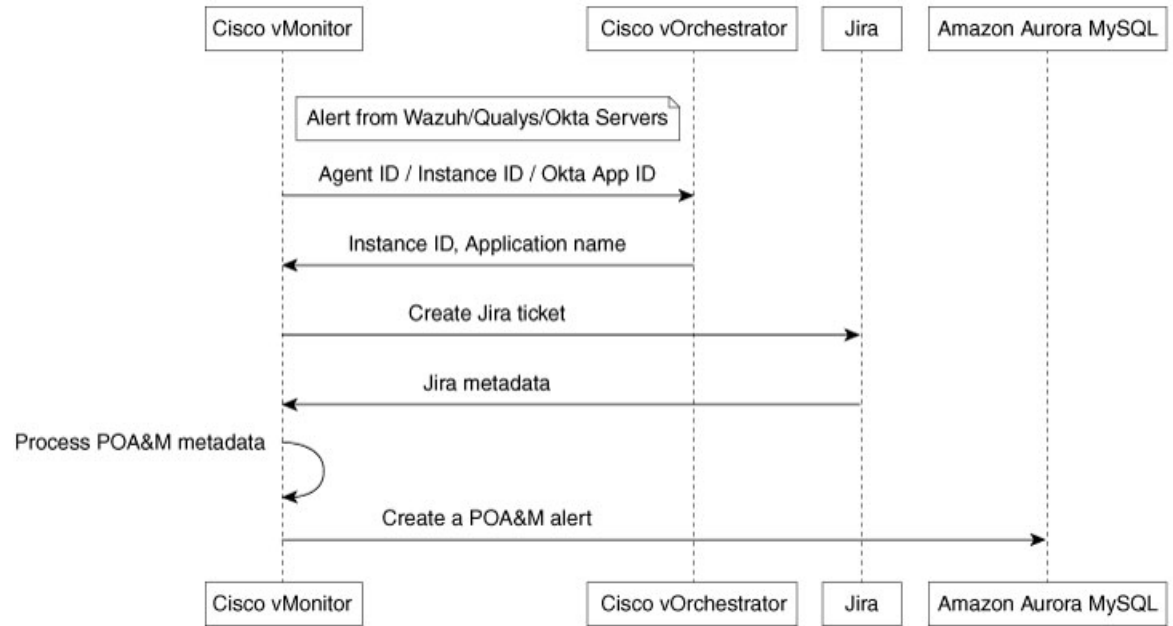 Cisco vMonitor
Cisco vOrchestrator
Jira
Amazon Aurora MySQL
Alert from Wazuh/Qualys/Okta Servers
Agent ID / Instance ID / Okta App ID
Instance ID, Application name
Create Jira ticket
Jira metadata
Process POA&M metadata
Create a POA&M alert
Cisco vMonitor
Cisco vOrchestrator
Jira
Amazon Aurora MySQL